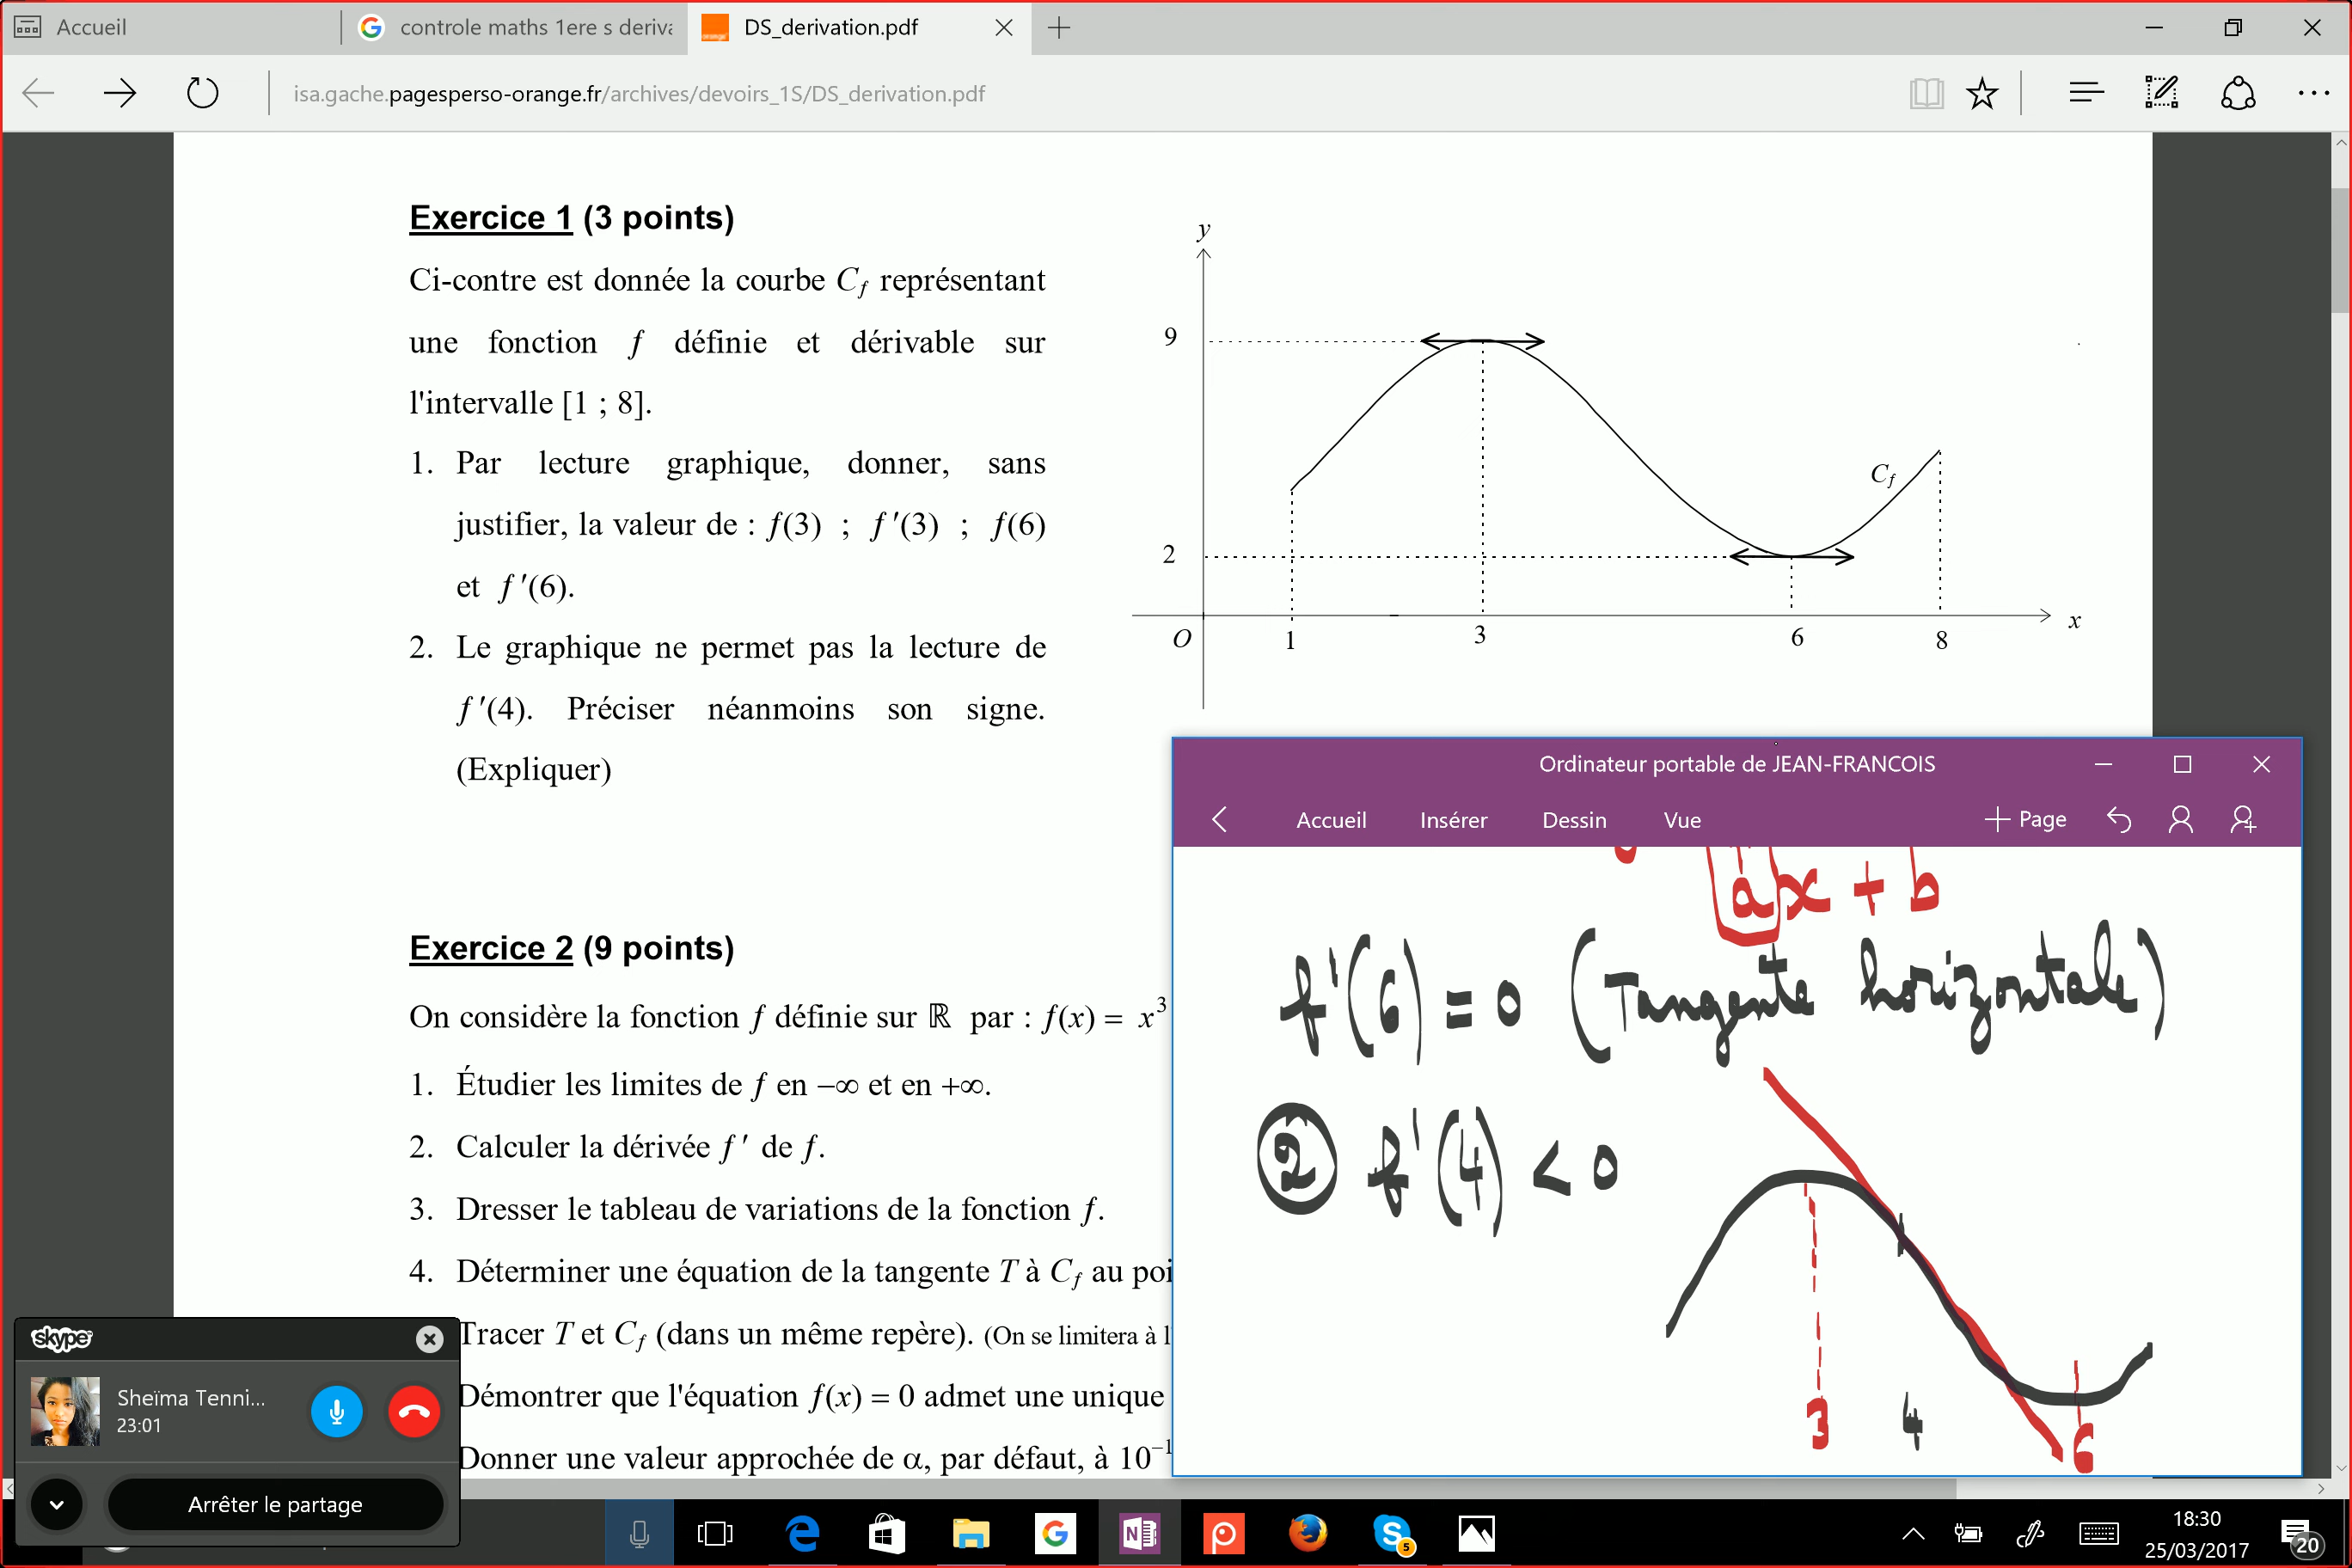 Accueil
controle maths 1ere s deriva
DS_derivation.pdf
isa.gache.pagesperso-orange.fr/archives/devoirs_1S/DS_derivation.pdf
Exercice 1 (3 points)
Ci-contre est donnée la courbe Cf représentant
une fonction f définie et dérivable sur
l'intervalle [1 ; 8].
1. Par lecture graphique, donner, sans
justifier, la valeur de : f(3) ; f '(3) ; f(6)
et f '(6).
2. Le graphique ne permet pas la lecture de
f '(4). Préciser néanmoins son signe.
(Expliquer)
y
9
Cf
2
O 1 3 6 8 x
Exercice 2 (9 points)
On considère la fonction f définie sur ℝ par : f(x) = x³
1. Étudier les limites de f en −∞ et en +∞.
2. Calculer la dérivée f ' de f.
3. Dresser le tableau de variations de la fonction f.
4. Déterminer une équation de la tangente T à Cf au poi
Tracer T et Cf (dans un même repère). (On se limitera à l'
Démontrer que l'équation f(x) = 0 admet une unique
Donner une valeur approchée de α, par défaut, à 10⁻¹
Ordinateur portable de JEAN-FRANCOIS
Accueil Insérer Dessin Vue
Page
ax + b
f'(6) = 0 (Tangente horizontale)
② f'(4) < 0
3 4 6
skype
Sheïma Tenni...
23:01
Arrêter le partage
5
18:30
25/03/2017
20